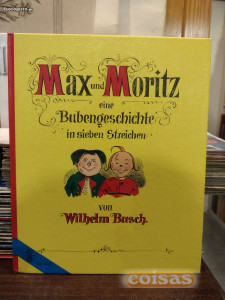 Max und Moritz
eine
Bubengeschichte
in sieben Streichen
von
Wilhelm Busch.
coisas